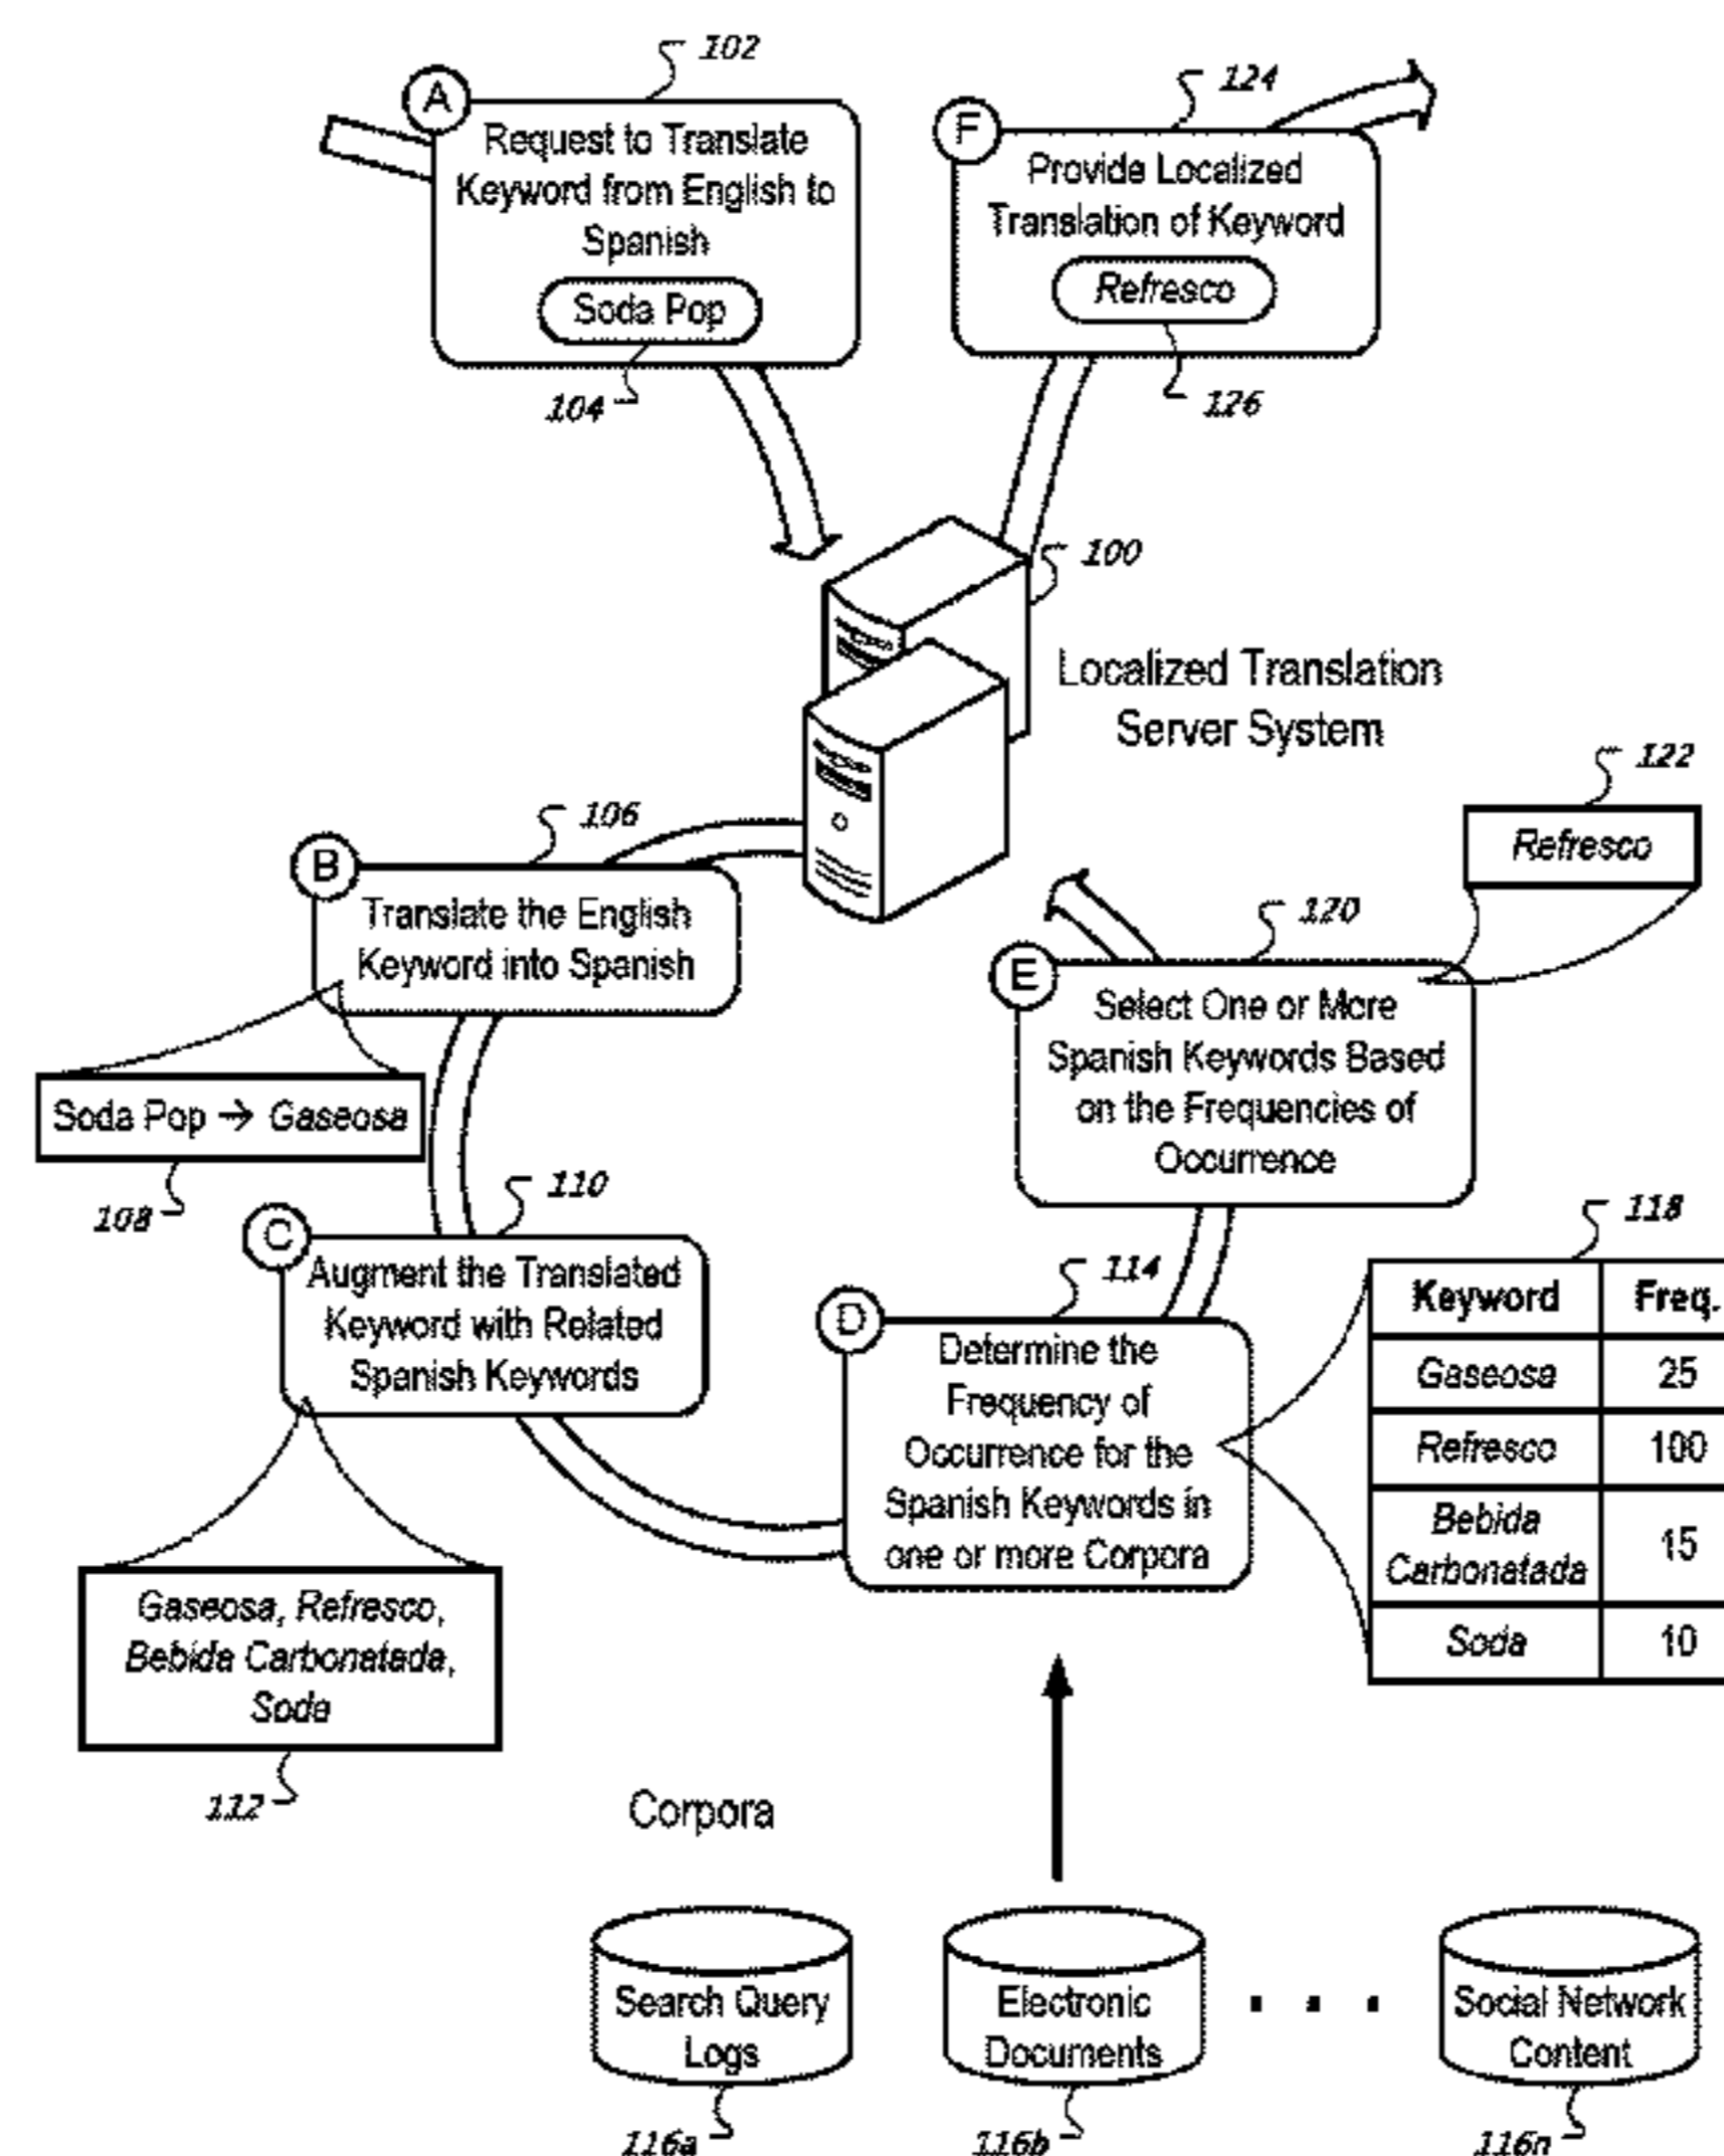 102
A
Request to Translate
Keyword from English to
Spanish
Soda Pop
104
124
F
Provide Localized
Translation of Keyword
Refresco
126
100
Localized Translation
Server System
106
B
Translate the English
Keyword into Spanish
Soda Pop → Gaseosa
108
110
C
Augment the Translated
Keyword with Related
Spanish Keywords
Gaseosa, Refresco,
Bebida Carbonatada,
Soda
112
114
D
Determine the
Frequency of
Occurrence for the
Spanish Keywords in
one or more Corpora
118
Keyword Freq.
Gaseosa 25
Refresco 100
Bebida
Carbonatada 15
Soda 10
122
Refresco
120
E
Select One or More
Spanish Keywords Based
on the Frequencies of
Occurrence
Corpora
Search Query
Logs
116a
Electronic
Documents
116b
. . .
Social Network
Content
116n